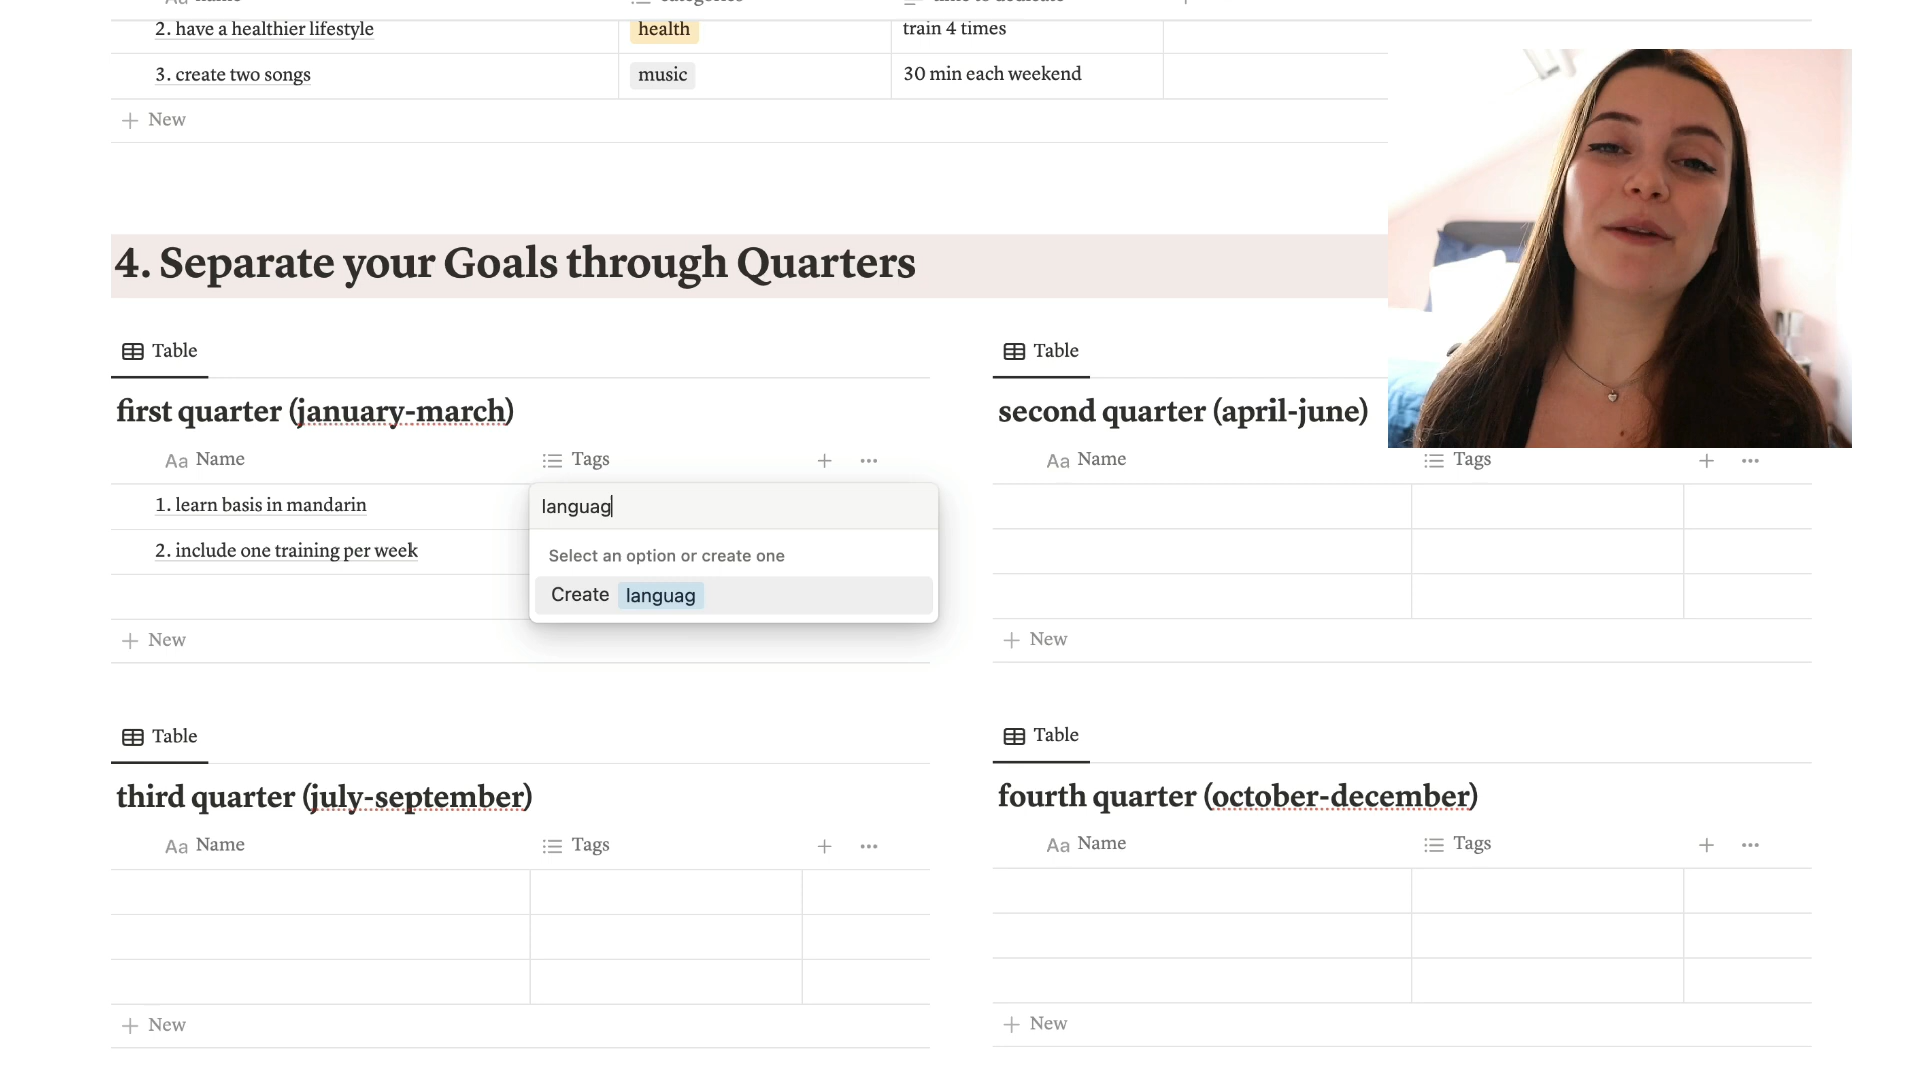 2. have a healthier lifestyle health train 4 times
3. create two songs music 30 min each weekend
New
4. Separate your Goals through Quarters
Table
first quarter (january-march)
Aa Name Tags
1. learn basis in mandarin
2. include one training per week
languag
Select an option or create one
Create languag
New
Table
second quarter (april-june)
Aa Name Tags
New
Table
third quarter (july-september)
Aa Name Tags
New
Table
fourth quarter (october-december)
Aa Name Tags
New